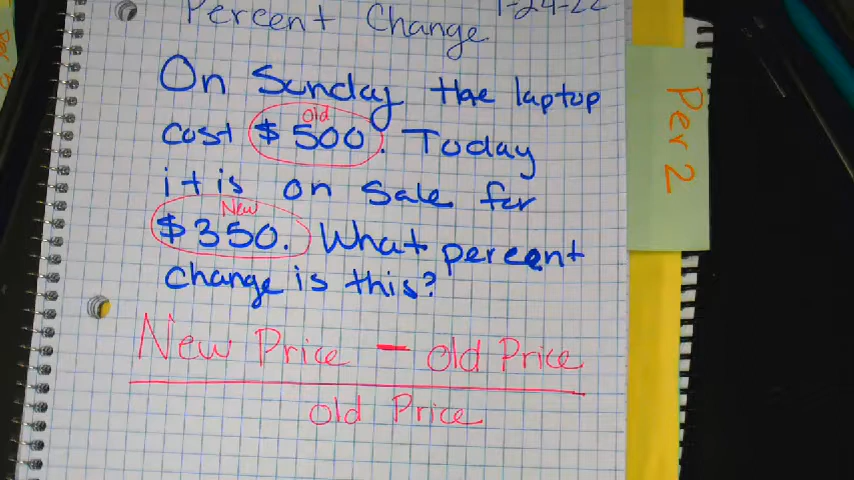 Percent Change
1-24-22
On Sunday the laptop
cost $500. Today
Old
it is on sale for
New
$350. What percent
change is this?
New Price - old Price
old Price
Per 2